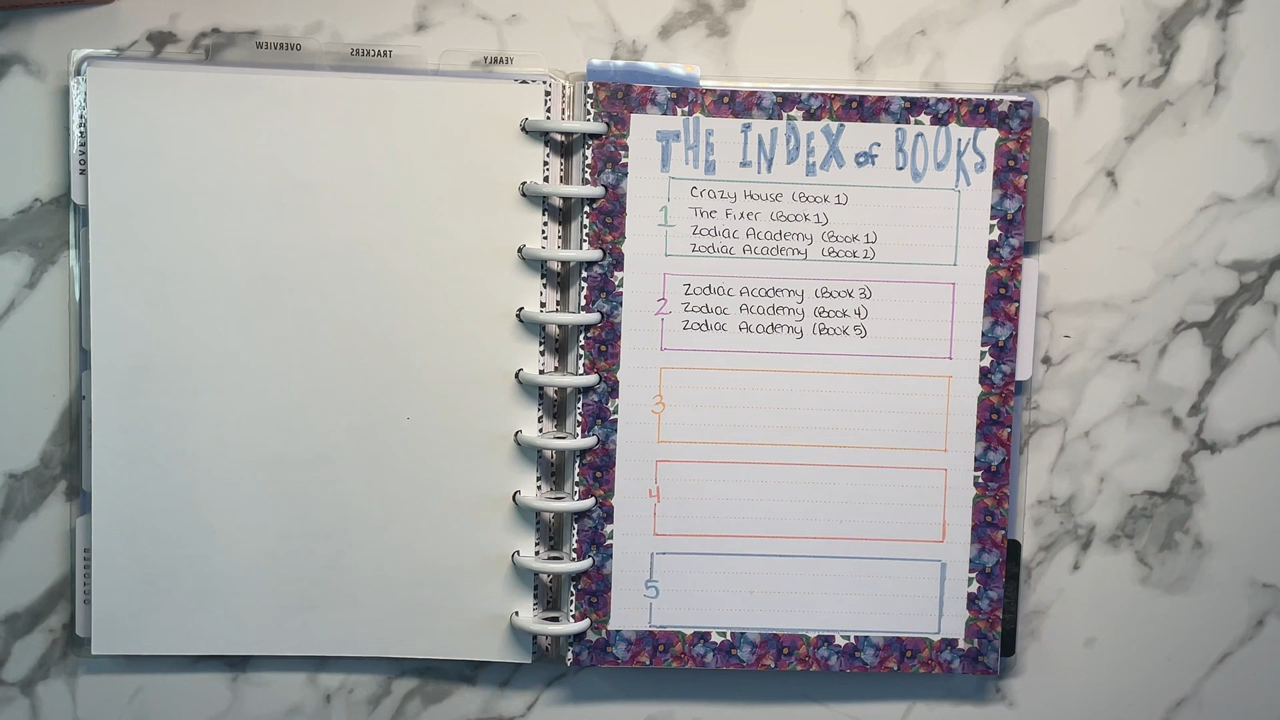 OVERVIEW
TRACKERS
YEARLY
OCTOBER
THE INDEX of BOOKS
1
Crazy House (Book 1)
The Fixer (Book 1)
Zodiac Academy (Book 1)
Zodiac Academy (Book 2)
2
Zodiac Academy (Book 3)
Zodiac Academy (Book 4)
Zodiac Academy (Book 5)
3
4
5